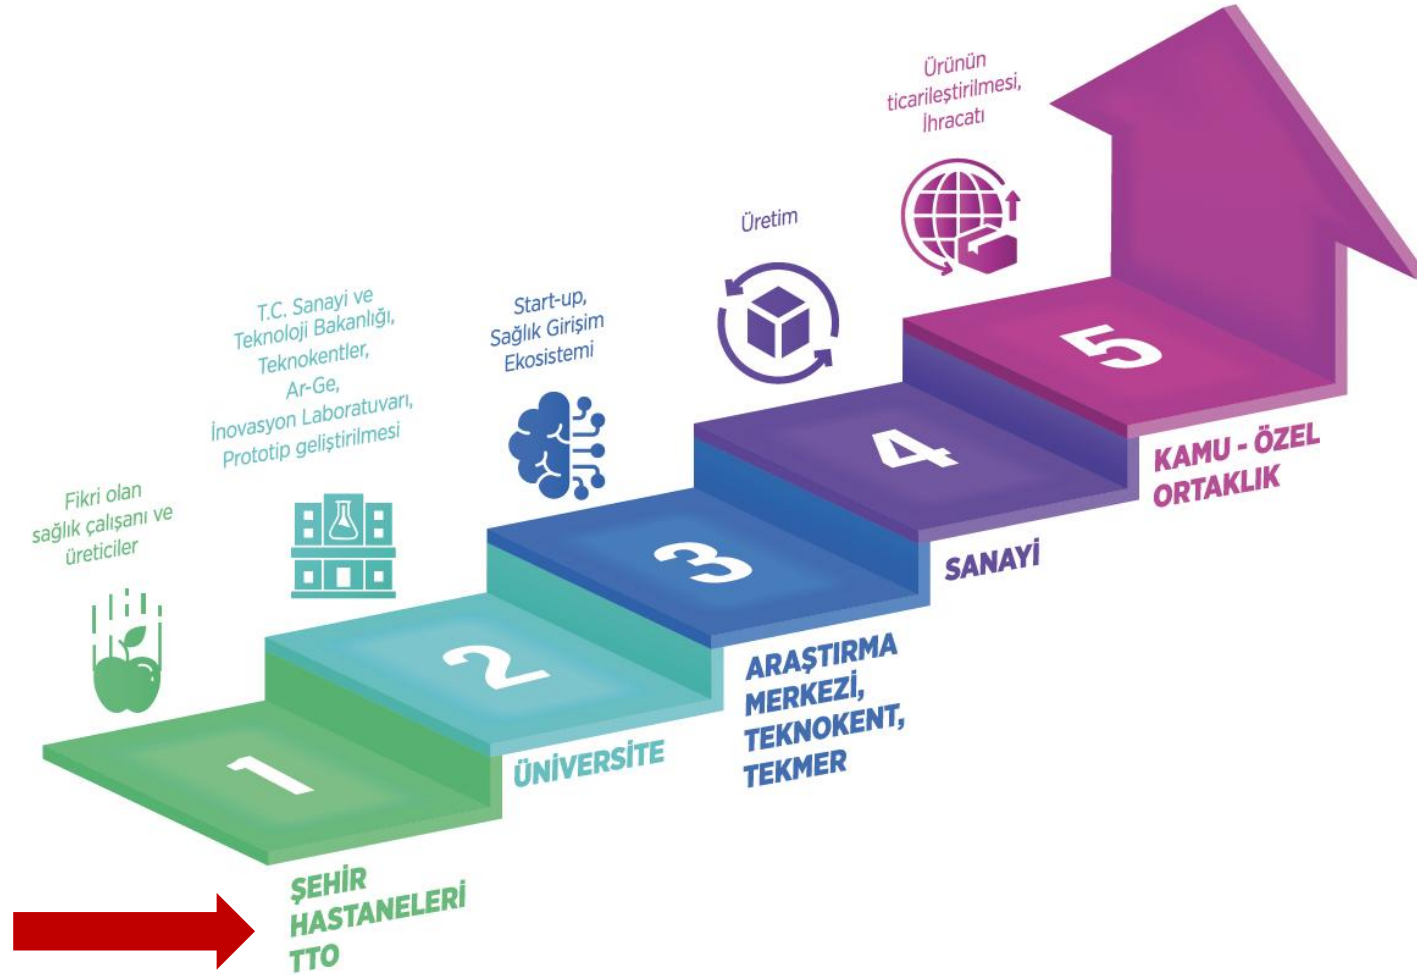 Fikri olan
sağlık çalışanı ve
üreticiler
1
ŞEHİR
HASTANELERİ
TTO
T.C. Sanayi ve
Teknoloji Bakanlığı,
Teknokentler,
Ar-Ge,
İnovasyon Laboratuvarı,
Prototip geliştirilmesi
2
ÜNİVERSİTE
Start-up,
Sağlık Girişim
Ekosistemi
3
ARAŞTIRMA
MERKEZİ,
TEKNOKENT,
TEKMER
Üretim
4
SANAYİ
Ürünün
ticarileştirilmesi,
İhracatı
5
KAMU - ÖZEL
ORTAKLIK